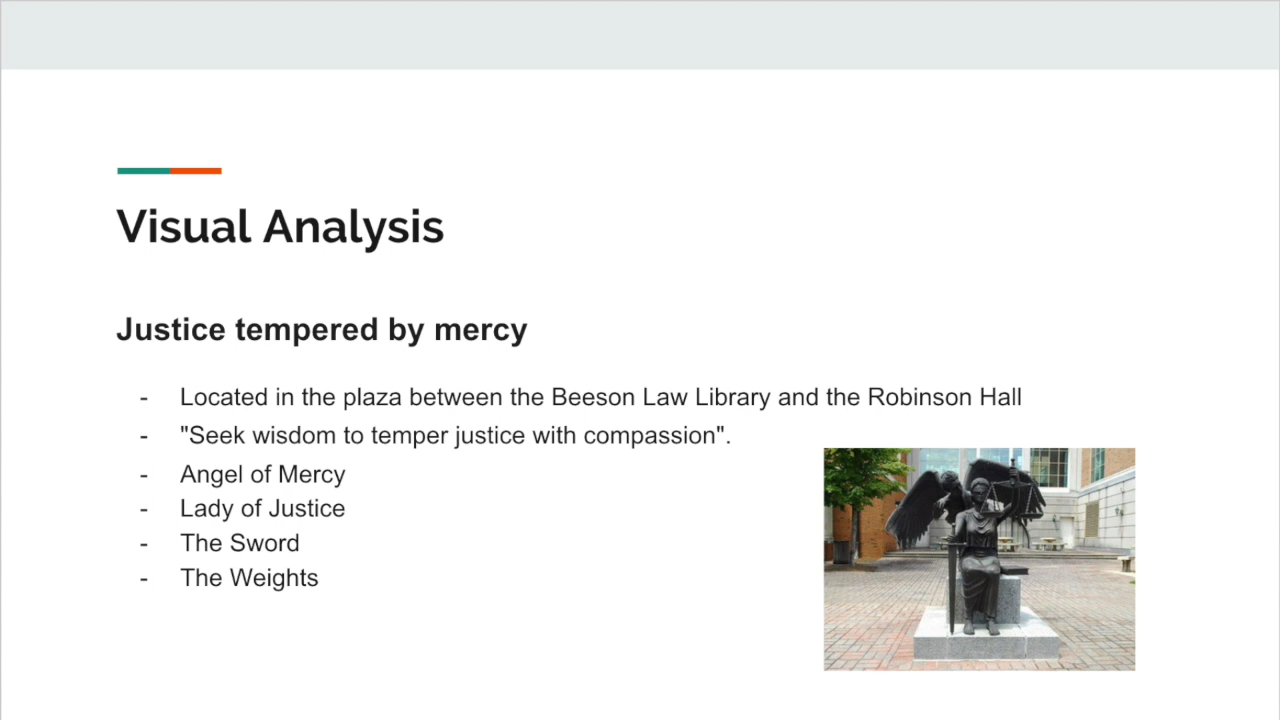 Visual Analysis
Justice tempered by mercy
- Located in the plaza between the Beeson Law Library and the Robinson Hall
- "Seek wisdom to temper justice with compassion".
- Angel of Mercy
- Lady of Justice
- The Sword
- The Weights